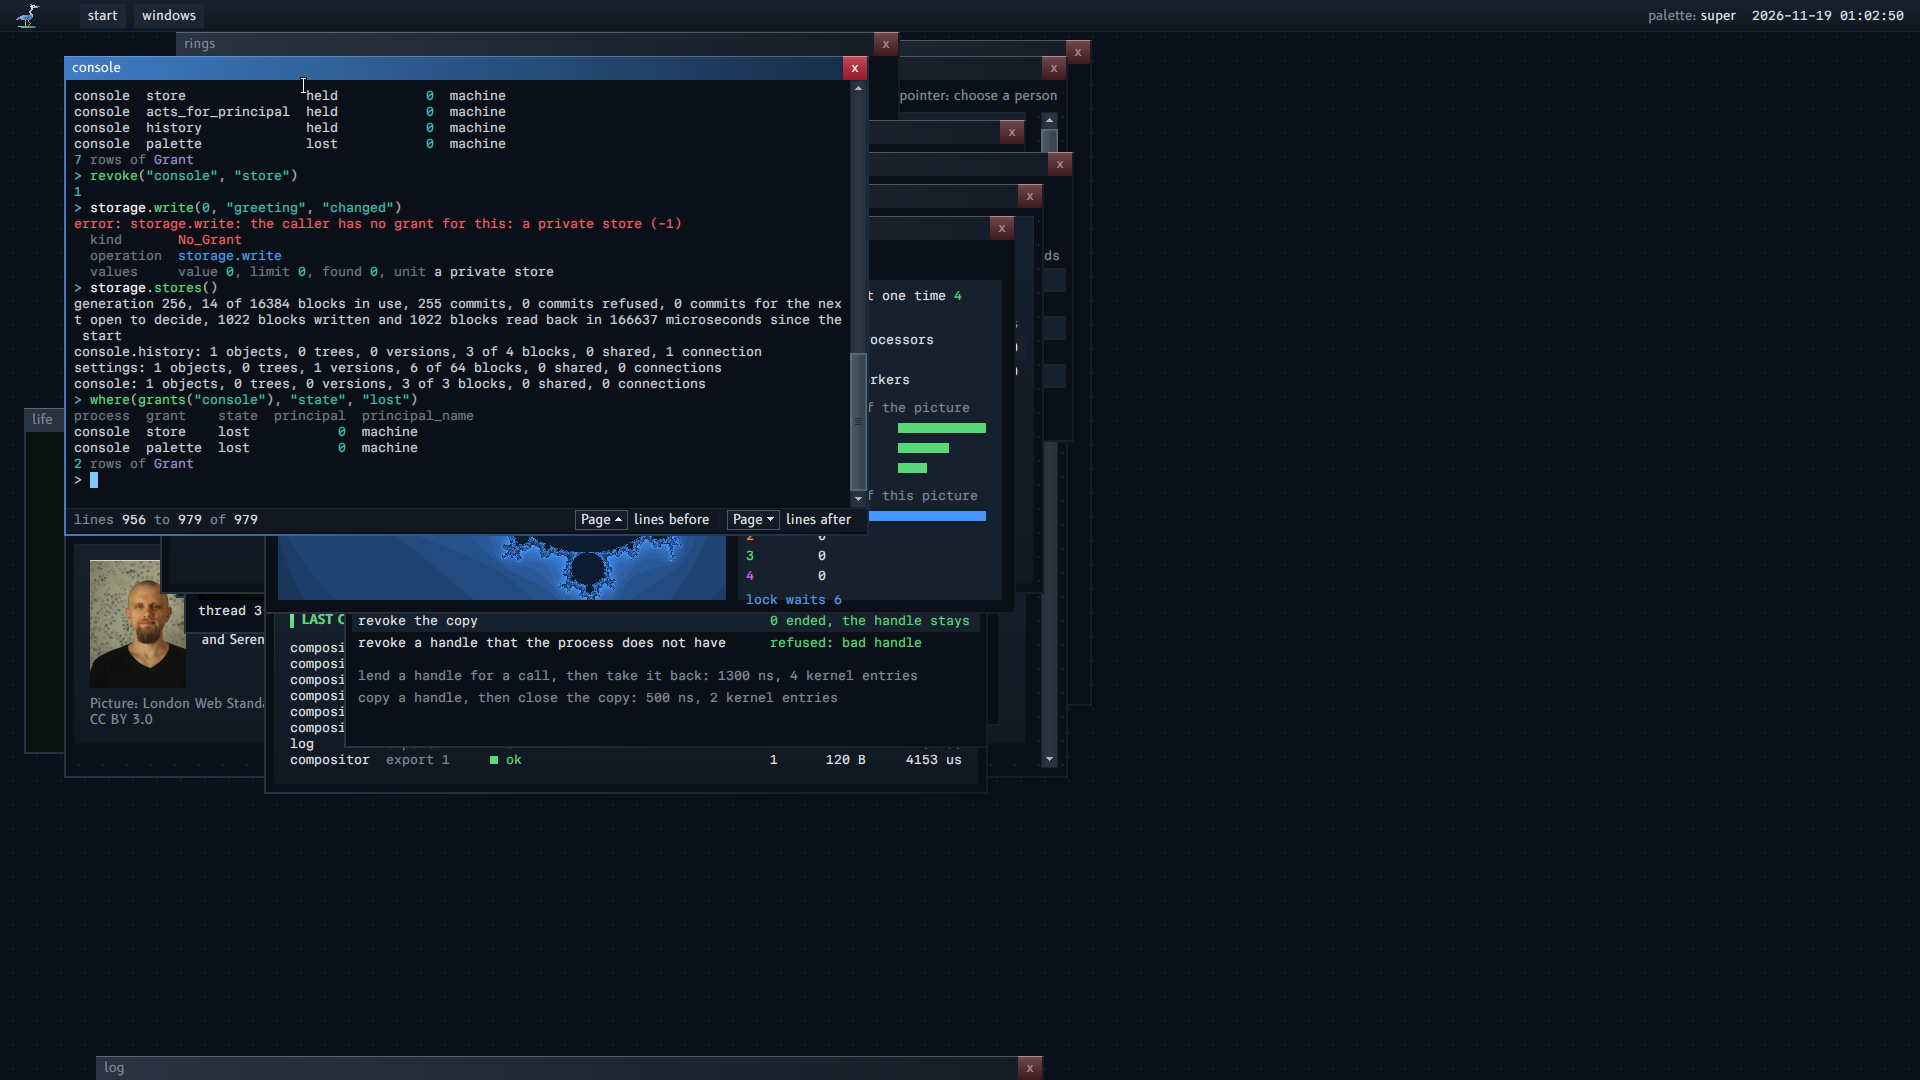 start windows palette: super 2026-11-19 01:02:50
rings x
x
console x
x
console store held 0 machine
pointer: choose a person
console acts_for_principal held 0 machine
console history held 0 machine
x
console palette lost 0 machine
7 rows of Grant
x
> revoke("console", "store")
1
x
> storage.write(0, "greeting", "changed")
error: storage.write: the caller has no grant for this: a private store (-1)
x
kind No_Grant
operation storage.write
ds
values value 0, limit 0, found 0, unit a private store
> storage.stores()
generation 256, 14 of 16384 blocks in use, 255 commits, 0 commits refused, 0 commits for the nex
t one time 4
t open to decide, 1022 blocks written and 1022 blocks read back in 166637 microseconds since the
start
ocessors
console.history: 1 objects, 0 trees, 0 versions, 3 of 4 blocks, 0 shared, 1 connection
settings: 1 objects, 0 trees, 1 versions, 6 of 64 blocks, 0 shared, 0 connections
rkers
console: 1 objects, 0 trees, 0 versions, 3 of 3 blocks, 0 shared, 0 connections
> where(grants("console"), "state", "lost")
f the picture
process grant state principal principal_name
life
console store lost 0 machine
console palette lost 0 machine
2 rows of Grant
>
f this picture
lines 956 to 979 of 979 Page lines before Page lines after
2 0
3 0
4 0
lock waits 6
thread 3
and Seren
LAST C
revoke the copy 0 ended, the handle stays
revoke a handle that the process does not have refused: bad handle
composi
composi
lend a handle for a call, then take it back: 1300 ns, 4 kernel entries
composi
composi
copy a handle, then close the copy: 500 ns, 2 kernel entries
composi
composi
log
compositor export 1 ok 1 120 B 4153 us
Picture: London Web Standa
CC BY 3.0
log x